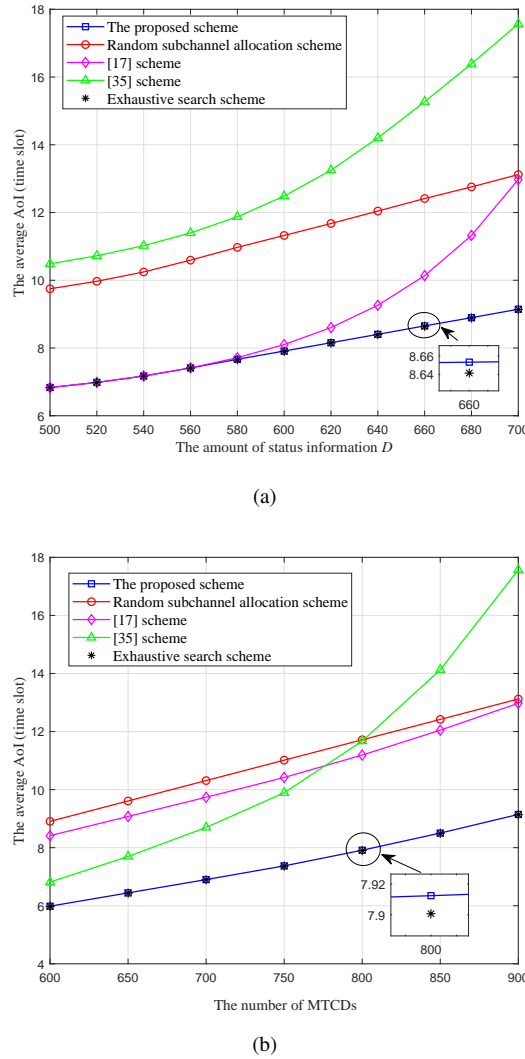 18
16
14
12
10
8
6
The average AoI (time slot)
The proposed scheme
Random subchannel allocation scheme
[17] scheme
[35] scheme
Exhaustive search scheme
8.66
8.64
660
500 520 540 560 580 600 620 640 660 680 700
The amount of status information D
(a)
18
16
14
12
10
8
6
4
The average AoI (time slot)
The proposed scheme
Random subchannel allocation scheme
[17] scheme
[35] scheme
Exhaustive search scheme
7.92
7.9
800
600 650 700 750 800 850 900
The number of MTCDs
(b)